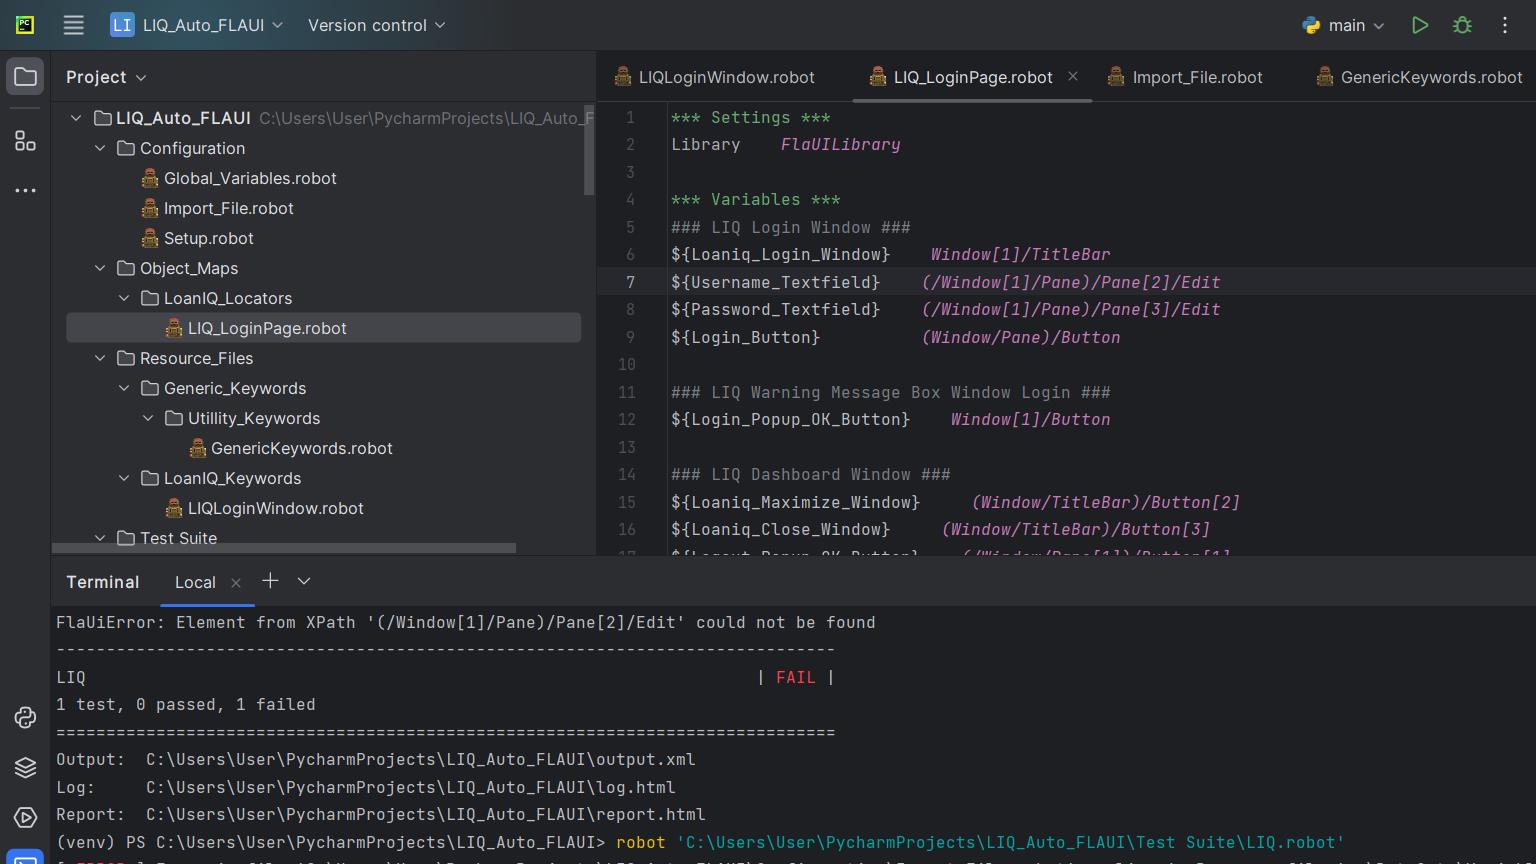 LI LIQ_Auto_FLAUI Version control main
Project
LIQ_Auto_FLAUI C:\Users\User\PycharmProjects\LIQ_Auto_F
Configuration
Global_Variables.robot
Import_File.robot
Setup.robot
Object_Maps
LoanIQ_Locators
LIQ_LoginPage.robot
Resource_Files
Generic_Keywords
Utillity_Keywords
GenericKeywords.robot
LoanIQ_Keywords
LIQLoginWindow.robot
Test Suite
LIQLoginWindow.robot LIQ_LoginPage.robot Import_File.robot GenericKeywords.robot
1 *** Settings ***
2 Library    FlaUILibrary
3
4 *** Variables ***
5 ### LIQ Login Window ###
6 ${Loaniq_Login_Window}    Window[1]/TitleBar
7 ${Username_Textfield}    (/Window[1]/Pane)/Pane[2]/Edit
8 ${Password_Textfield}    (/Window[1]/Pane)/Pane[3]/Edit
9 ${Login_Button}          (Window/Pane)/Button
10
11 ### LIQ Warning Message Box Window Login ###
12 ${Login_Popup_OK_Button}    Window[1]/Button
13
14 ### LIQ Dashboard Window ###
15 ${Loaniq_Maximize_Window}     (Window/TitleBar)/Button[2]
16 ${Loaniq_Close_Window}     (Window/TitleBar)/Button[3]
17 ${Logout_Popup_OK_Button}    (/Window/Pane[1])/Button[1]
Terminal Local
FlaUiError: Element from XPath '(/Window[1]/Pane)/Pane[2]/Edit' could not be found
------------------------------------------------------------------------------
LIQ | FAIL |
1 test, 0 passed, 1 failed
==============================================================================
Output:  C:\Users\User\PycharmProjects\LIQ_Auto_FLAUI\output.xml
Log:     C:\Users\User\PycharmProjects\LIQ_Auto_FLAUI\log.html
Report:  C:\Users\User\PycharmProjects\LIQ_Auto_FLAUI\report.html
(venv) PS C:\Users\User\PycharmProjects\LIQ_Auto_FLAUI> robot 'C:\Users\User\PycharmProjects\LIQ_Auto_FLAUI\Test Suite\LIQ.robot'